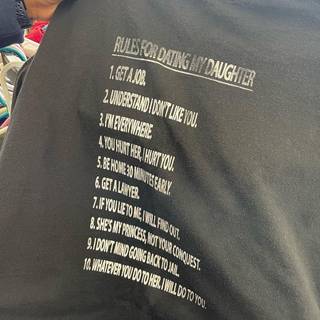 RULES FOR DATING MY DAUGHTER
1. GET A JOB.
2. UNDERSTAND I DON'T LIKE YOU.
3. I'M EVERYWHERE.
4. YOU HURT HER, I HURT YOU.
5. BE HOME 30 MINUTES EARLY.
6. GET A LAWYER.
7. IF YOU LIE TO ME, I WILL FIND OUT.
8. SHE'S MY PRINCESS, NOT YOUR CONQUEST.
9. I DON'T MIND GOING BACK TO JAIL.
10. WHATEVER YOU DO TO HER, I WILL DO TO YOU.